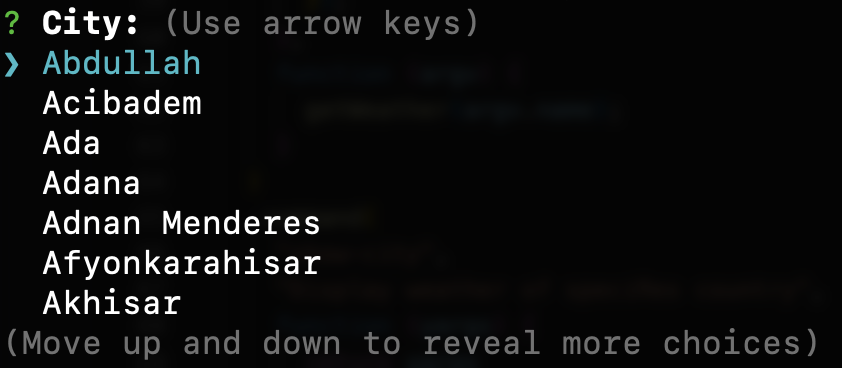 ? City: (Use arrow keys)
❯ Abdullah
Acibadem
Ada
Adana
Adnan Menderes
Afyonkarahisar
Akhisar
(Move up and down to reveal more choices)